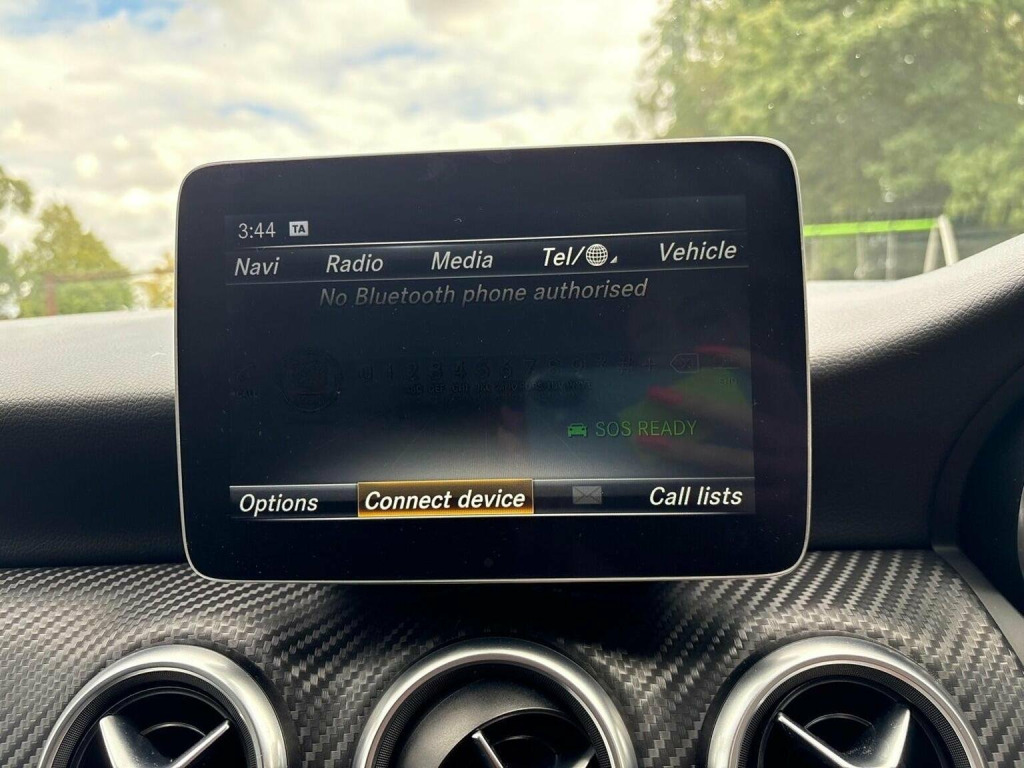 3:44 TA
Navi Radio Media Tel/ Vehicle
No Bluetooth phone authorised
SOS READY
Options Connect device Call lists